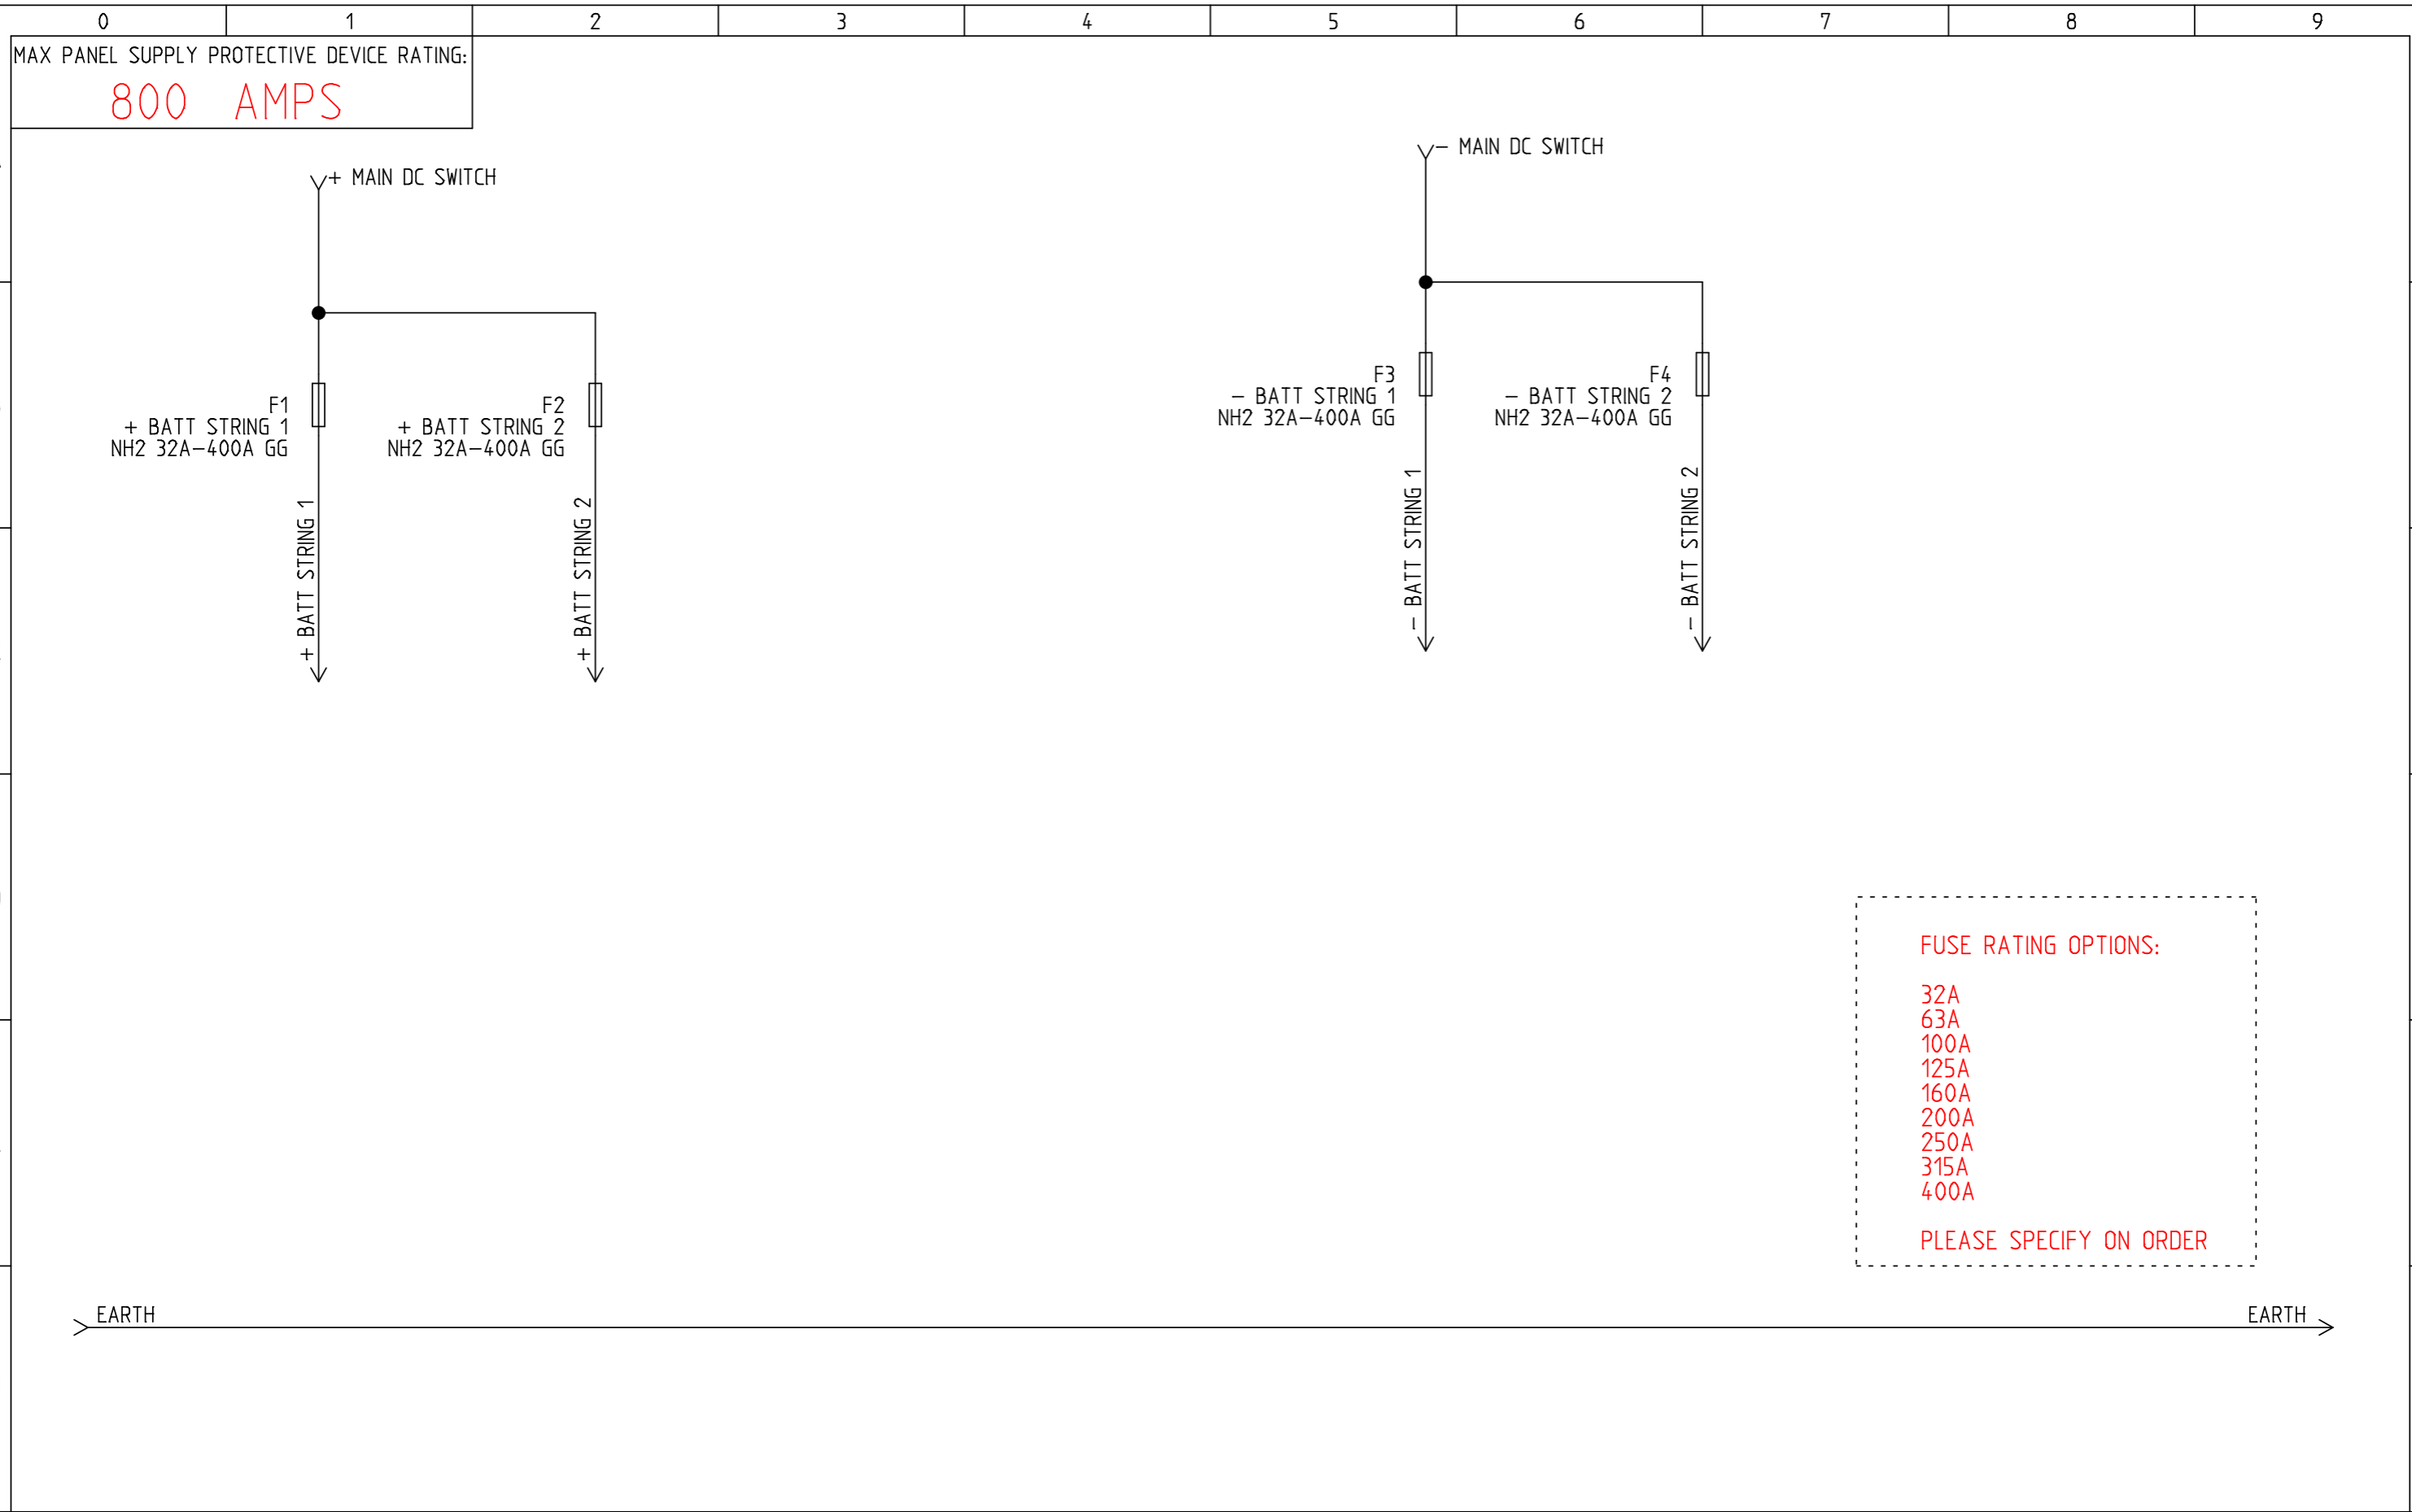 0 1 2 3 4 5 6 7 8 9
MAX PANEL SUPPLY PROTECTIVE DEVICE RATING:
800 AMPS
+ MAIN DC SWITCH
F1
+ BATT STRING 1
NH2 32A-400A GG
F2
+ BATT STRING 2
NH2 32A-400A GG
+ BATT STRING 1
+ BATT STRING 2
- MAIN DC SWITCH
F3
- BATT STRING 1
NH2 32A-400A GG
F4
- BATT STRING 2
NH2 32A-400A GG
- BATT STRING 1
- BATT STRING 2
FUSE RATING OPTIONS:
32A
63A
100A
125A
160A
200A
250A
315A
400A
PLEASE SPECIFY ON ORDER
EARTH
EARTH